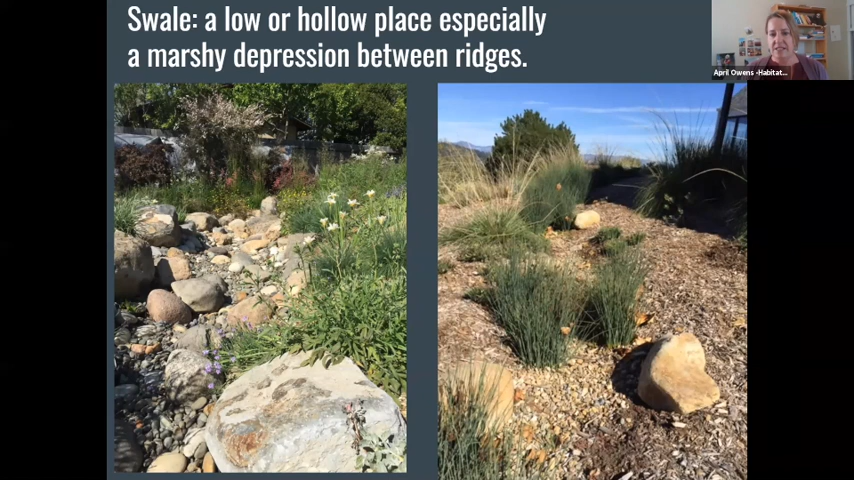 Swale: a low or hollow place especially
a marshy depression between ridges.
April Owens -Habitat...